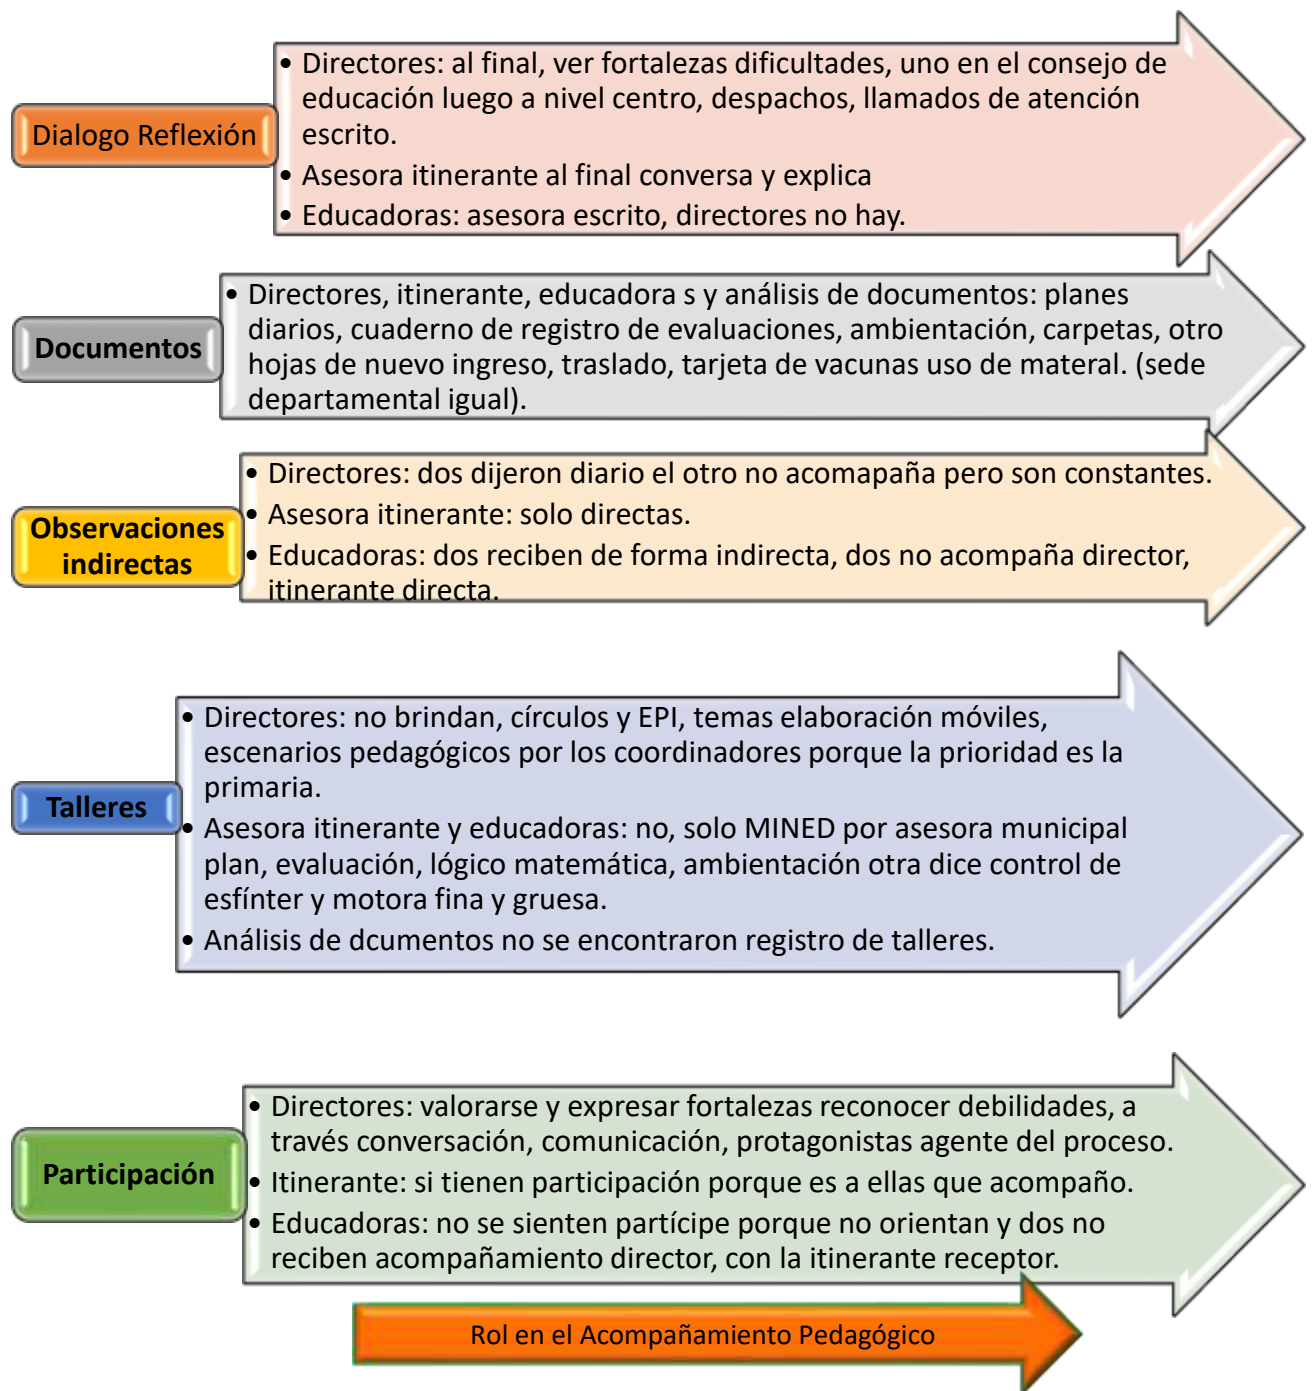 Dialogo Reflexión
• Directores: al final, ver fortalezas dificultades, uno en el consejo de
educación luego a nivel centro, despachos, llamados de atención
escrito.
• Asesora itinerante al final conversa y explica
• Educadoras: asesora escrito, directores no hay.
Documentos
• Directores, itinerante, educadora s y análisis de documentos: planes
diarios, cuaderno de registro de evaluaciones, ambientación, carpetas, otro
hojas de nuevo ingreso, traslado, tarjeta de vacunas uso de materal. (sede
departamental igual).
Observaciones
indirectas
• Directores: dos dijeron diario el otro no acomapaña pero son constantes.
• Asesora itinerante: solo directas.
• Educadoras: dos reciben de forma indirecta, dos no acompaña director,
itinerante directa.
Talleres
• Directores: no brindan, círculos y EPI, temas elaboración móviles,
escenarios pedagógicos por los coordinadores porque la prioridad es la
primaria.
• Asesora itinerante y educadoras: no, solo MINED por asesora municipal
plan, evaluación, lógico matemática, ambientación otra dice control de
esfínter y motora fina y gruesa.
• Análisis de dcumentos no se encontraron registro de talleres.
Participación
• Directores: valorarse y expresar fortalezas reconocer debilidades, a
través conversación, comunicación, protagonistas agente del proceso.
• Itinerante: si tienen participación porque es a ellas que acompaño.
• Educadoras: no se sienten partícipe porque no orientan y dos no
reciben acompañamiento director, con la itinerante receptor.
Rol en el Acompañamiento Pedagógico